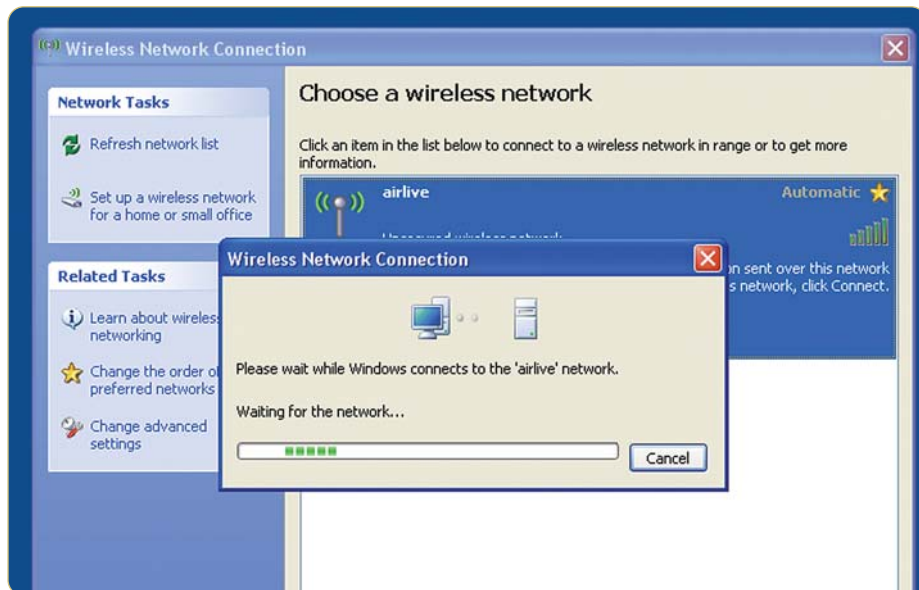 Wireless Network Connection
Network Tasks
Refresh network list
Set up a wireless network
for a home or small office
Related Tasks
Learn about wireless
networking
Change the order of
preferred networks
Change advanced
settings
Choose a wireless network
Click an item in the list below to connect to a wireless network in range or to get more
information.
airlive
Automatic
Unsecured wireless network
on sent over this network
s network, click Connect.
Wireless Network Connection
Please wait while Windows connects to the 'airlive' network.
Waiting for the network...
Cancel